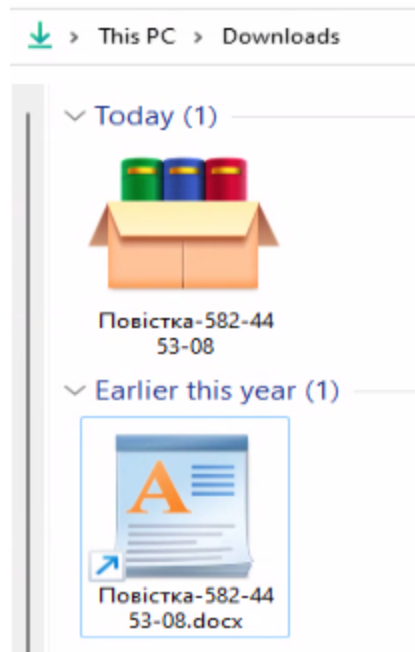 This PC > Downloads
Today (1)
Повістка-582-44
53-08
Earlier this year (1)
Повістка-582-44
53-08.docx